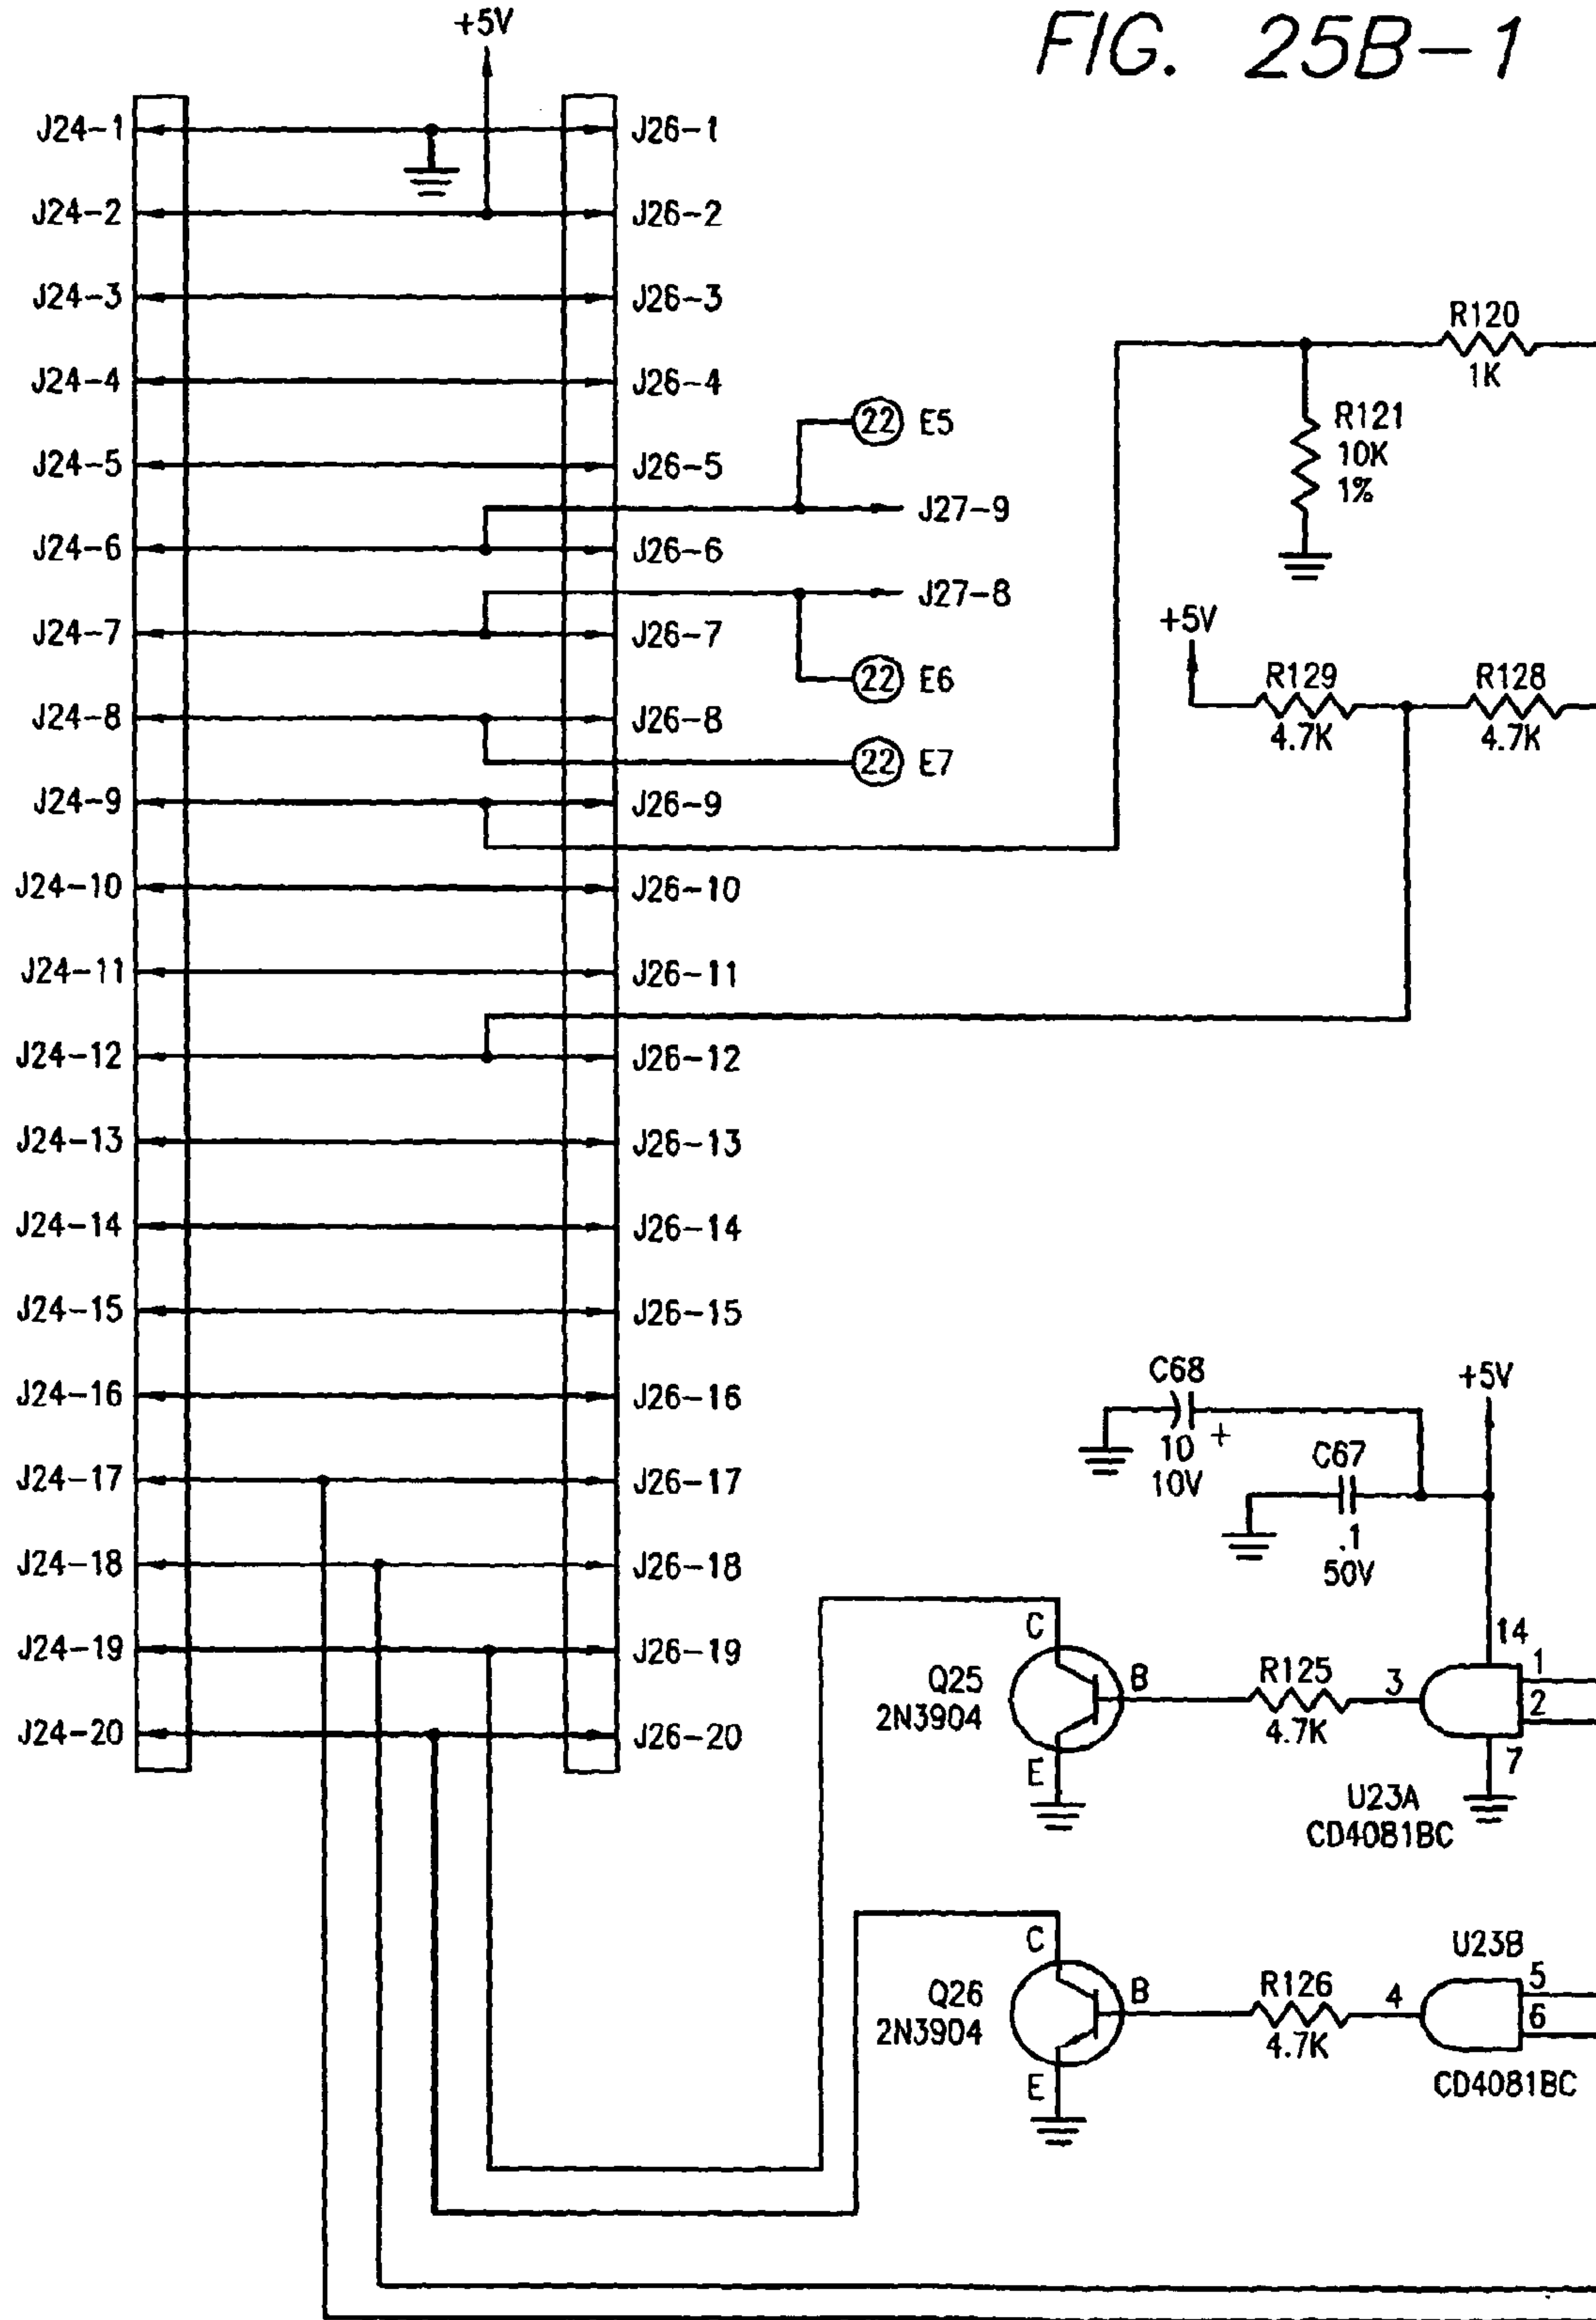 FIG. 25B-1
+5V
J24-1
J26-1
J24-2
J26-2
J24-3
J26-3
J24-4
J26-4
J24-5
J26-5
J24-6
J26-6
J24-7
J26-7
J24-8
J26-8
J24-9
J26-9
J24-10
J26-10
J24-11
J26-11
J24-12
J26-12
J24-13
J26-13
J24-14
J26-14
J24-15
J26-15
J24-16
J26-16
J24-17
J26-17
J24-18
J26-18
J24-19
J26-19
J24-20
J26-20
22 E5
J27-9
J27-8
22 E6
22 E7
R120
1K
R121
10K
1%
+5V
R129
4.7K
R128
4.7K
C68
10 +
10V
C67
.1
50V
+5V
14
C
Q25
2N3904
B
E
R125
4.7K
3
1
2
7
U23A
CD4081BC
C
Q26
2N3904
B
E
R126
4.7K
4
U23B
5
6
CD4081BC